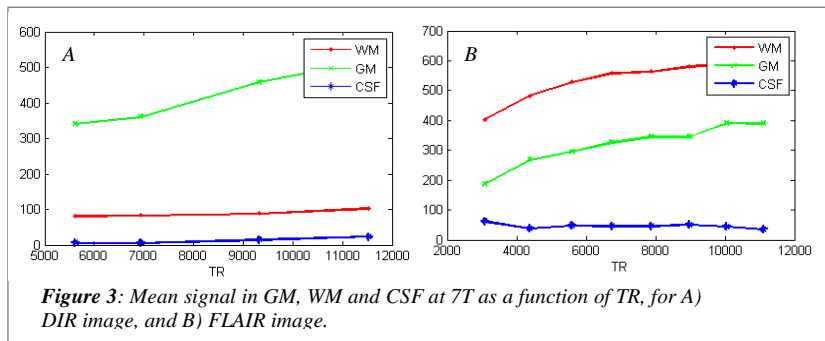 A
600
500
400
300
200
100
0
5000 6000 7000 8000 9000 10000 11000 12000
TR
WM
GM
CSF
B
700
600
500
400
300
200
100
0
2000 4000 6000 8000 10000 12000
TR
WM
GM
CSF
Figure 3: Mean signal in GM, WM and CSF at 7T as a function of TR, for A)
DIR image, and B) FLAIR image.